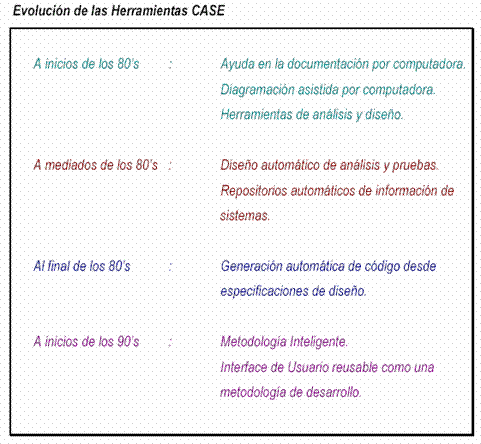 Evolución de las Herramientas CASE
A inicios de los 80's : Ayuda en la documentación por computadora.
Diagramación asistida por computadora.
Herramientas de análisis y diseño.
A mediados de los 80's : Diseño automático de análisis y pruebas.
Repositorios automáticos de información de
sistemas.
Al final de los 80's : Generación automática de código desde
especificaciones de diseño.
A inicios de los 90's : Metodología Inteligente.
Interface de Usuario reusable como una
metodología de desarrollo.